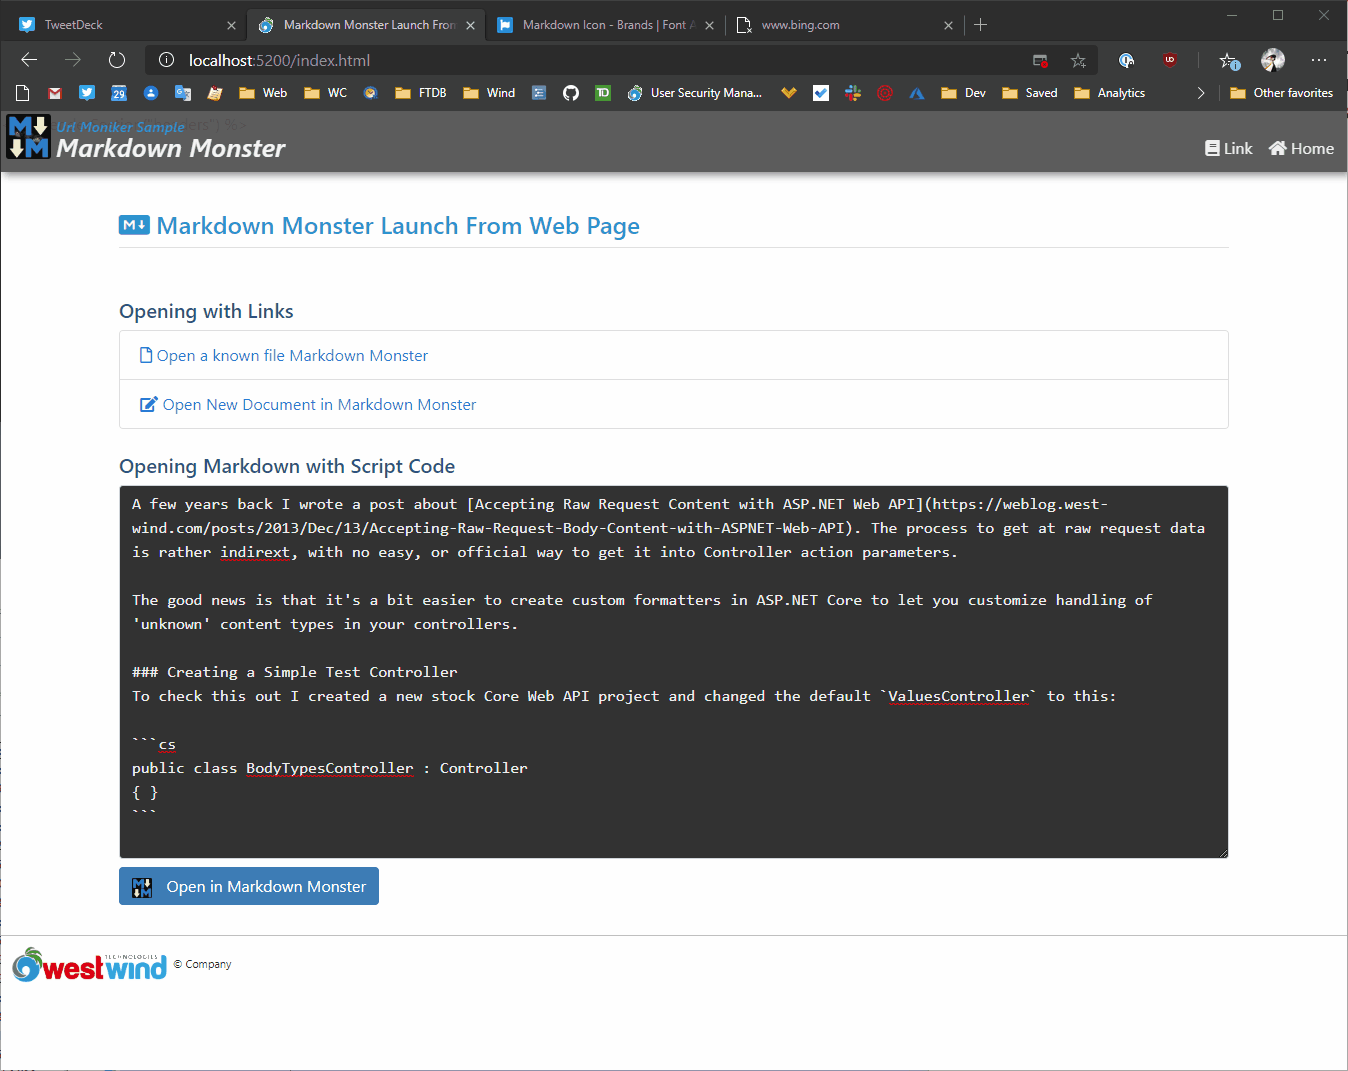 TweetDeck
Markdown Monster Launch From
Markdown Icon - Brands | Font A
www.bing.com
localhost:5200/index.html
Web
WC
FTDB
Wind
TD
User Security Mana...
Dev
Saved
Analytics
Other favorites
Url Moniker Sample
Markdown Monster
Link
Home
Markdown Monster Launch From Web Page
Opening with Links
Open a known file Markdown Monster
Open New Document in Markdown Monster
Opening Markdown with Script Code
A few years back I wrote a post about [Accepting Raw Request Content with ASP.NET Web API](https://weblog.west-
wind.com/posts/2013/Dec/13/Accepting-Raw-Request-Body-Content-with-ASPNET-Web-API). The process to get at raw request data
is rather indirext, with no easy, or official way to get it into Controller action parameters.
The good news is that it's a bit easier to create custom formatters in ASP.NET Core to let you customize handling of
'unknown' content types in your controllers.
### Creating a Simple Test Controller
To check this out I created a new stock Core Web API project and changed the default `ValuesController` to this:
```cs
public class BodyTypesController : Controller
{ }
```
Open in Markdown Monster
westwind
TECHNOLOGIES
© Company